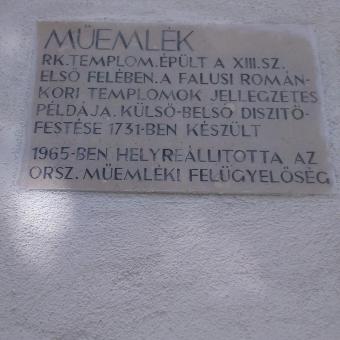 MŰEMLÉK
RK. TEMPLOM. ÉPÜLT A XIII. SZ.
ELSŐ FELÉBEN. A FALUSI ROMÁN-
KORI TEMPLOMOK JELLEGZETES
PÉLDÁJA. KÜLSŐ-BELSŐ DISZITŐ-
FESTÉSE 1731-BEN KÉSZÜLT
1965-BEN HELYREÁLLITOTTA AZ
ORSZ. MŰEMLÉKI FELÜGYELŐSÉG